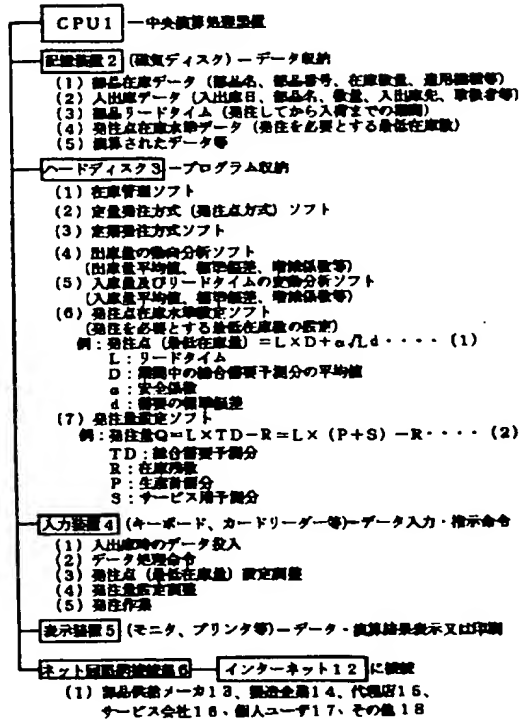 CPU1 ー中央演算処理装置
記憶装置2 (磁気ディスク) ーデータ収納
(1) 部品在庫データ (部品名、部品番号、在庫数量、適用機種等)
(2) 入出庫データ (入出庫日、部品名、数量、入出庫先、取扱者等)
(3) 部品リードタイム (発注してから入荷までの期間)
(4) 発注点在庫水準データ (発注を必要とする最低在庫数)
(5) 演算されたデータ等
ハードディスク3 ープログラム収納
(1) 在庫管理ソフト
(2) 定量発注方式 (発注点方式) ソフト
(3) 定期発注方式ソフト
(4) 出庫量の動向分析ソフト
(出庫量平均値、標準偏差、増減係数等)
(5) 入庫量及びリードタイムの変動分析ソフト
(入庫量平均値、標準偏差、増減係数等)
(6) 発注点在庫水準設定ソフト
(発注を必要とする最低在庫数の設定)
例:発注点 (最低在庫量) =L×D+α√Ld・・・・ (1)
L:リードタイム
D:期間中の総合需要予測分の平均値
α:安全係数
d:需要の標準偏差
(7) 発注量設定ソフト
例:発注量Q=L×TD−R=L× (P+S) −R・・・・ (2)
TD:総合需要予測分
R:在庫残数
P:生産計画分
S:サービス用予測分
入力装置4 (キーボード、カードリーダー等)ーデータ入力・指示命令
(1) 入出庫時のデータ投入
(2) データ処理命令
(3) 発注点 (最低在庫量) 設定調整
(4) 発注量設定調整
(5) 発注作業
表示装置5 (モニタ、プリンタ等)ーデータ・演算結果表示又は印刷
ネット回路網接続器6 インターネット12 に接続
(1) 部品供給メーカ13、製造企業14、代理店15、
サービス会社16、個人ユーザ17、その他18